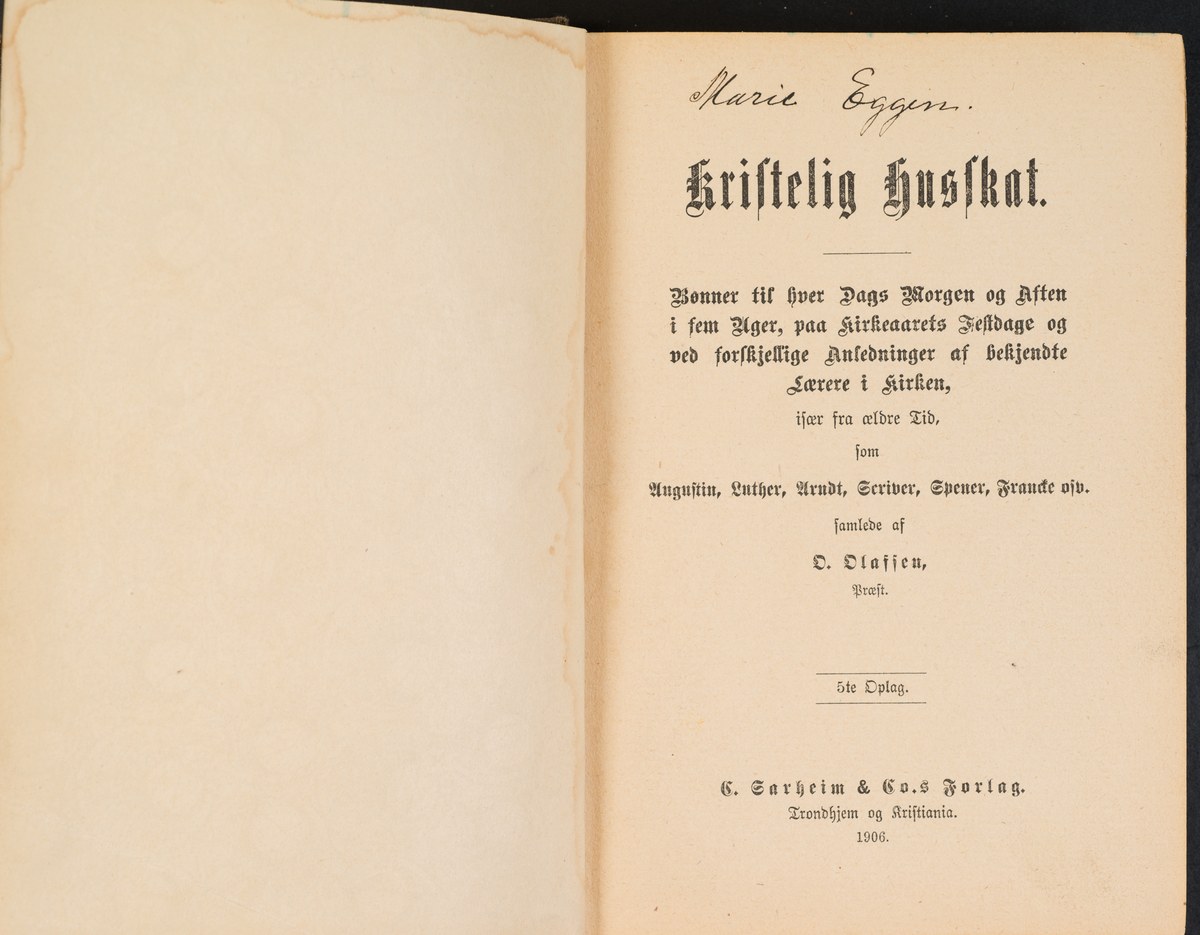 Marie Eggen.
Kristelig Husskat.
Bønner til hver Dags Morgen og Aften
i fem Uger, paa Kirkeaarets Festdage og
ved forskjellige Anledninger af bekjendte
Lærere i Kirken,
især fra ældre Tid,
som
Augustin, Luther, Arndt, Scriver, Spener, Francke osv.
samlede af
O. Olafsen,
Præst.
5te Oplag.
C. Sarheim & Co.s Forlag.
Trondhjem og Kristiania.
1906.